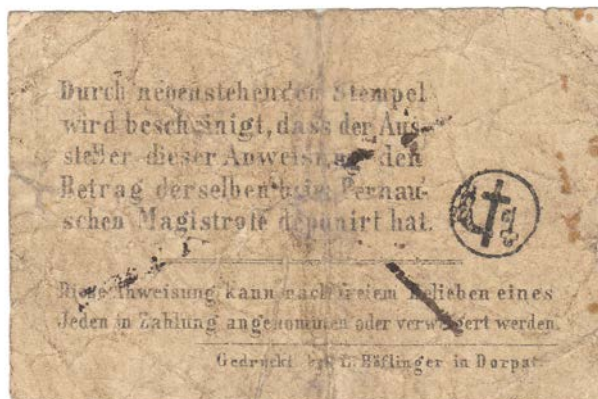 Durch nebenstehenden Stempel
wird bescheinigt, dass der Aus-
steller dieser Anweisung den
Betrag derselben beim Pernau-
schen Magistrate deponirt hat.
Diese Anweisung kann nach freiem Belieben eines
Jeden in Zahlung angenommen oder verweigert werden.
Gedruckt bei E. Höflinger in Dorpat.